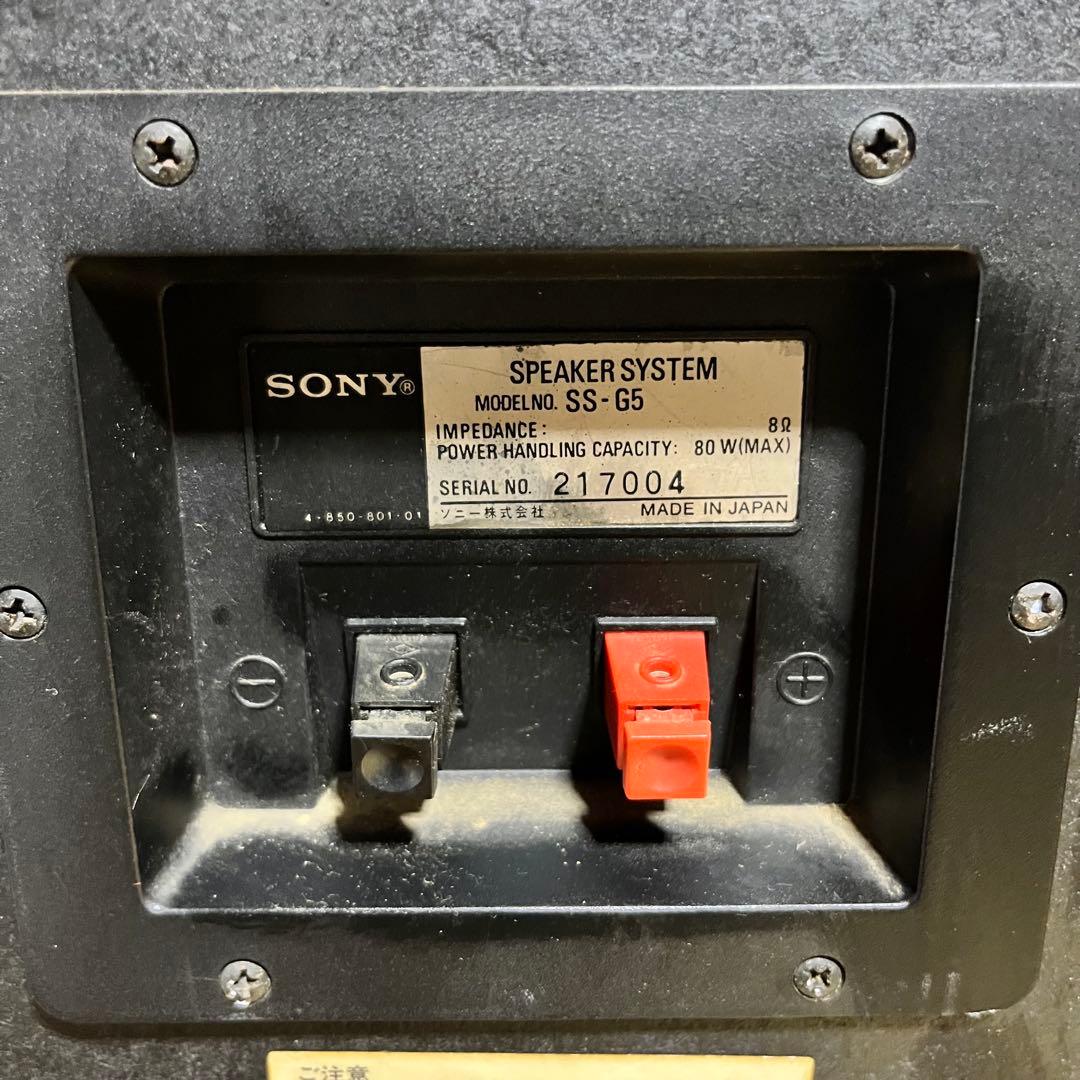 SONY®
SPEAKER SYSTEM
MODEL NO. SS-G5
IMPEDANCE: 8Ω
POWER HANDLING CAPACITY: 80 W(MAX)
SERIAL NO. 217004
4-850-801-01
ソニー株式会社 MADE IN JAPAN
− +
ご注意